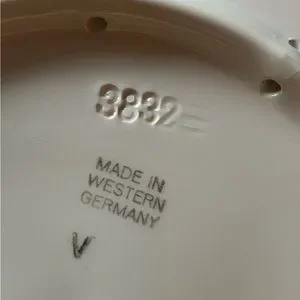 3832
MADE IN
WESTERN
GERMANY
V